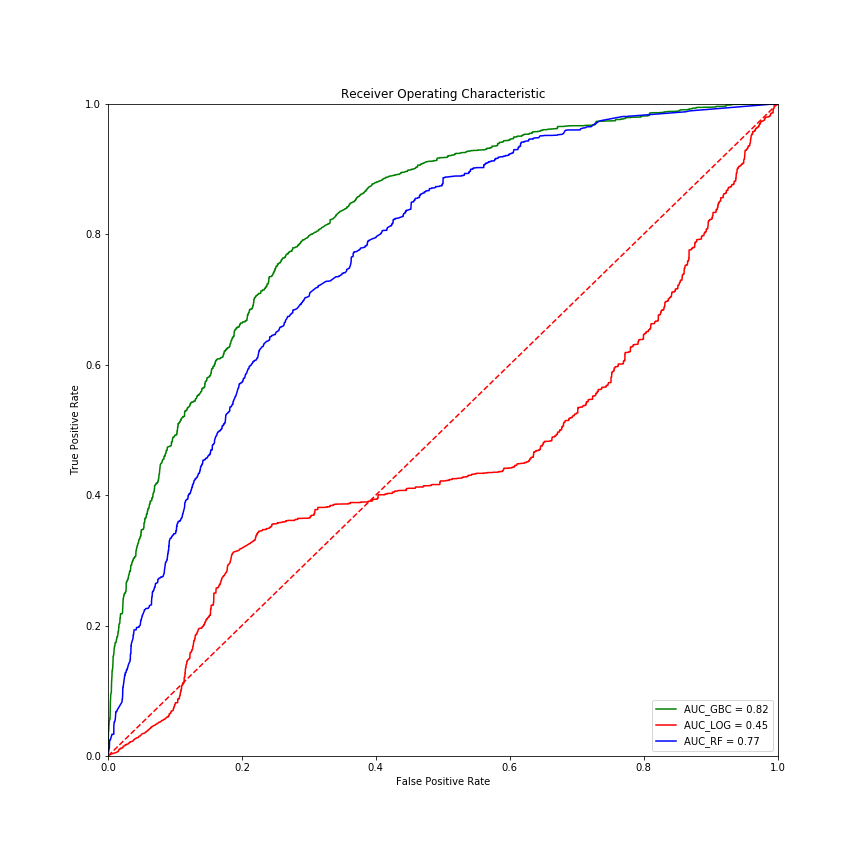 Receiver Operating Characteristic
1.0
0.8
0.6
0.4
0.2
0.0
True Positive Rate
0.0 0.2 0.4 0.6 0.8 1.0
False Positive Rate
AUC_GBC = 0.82
AUC_LOG = 0.45
AUC_RF = 0.77